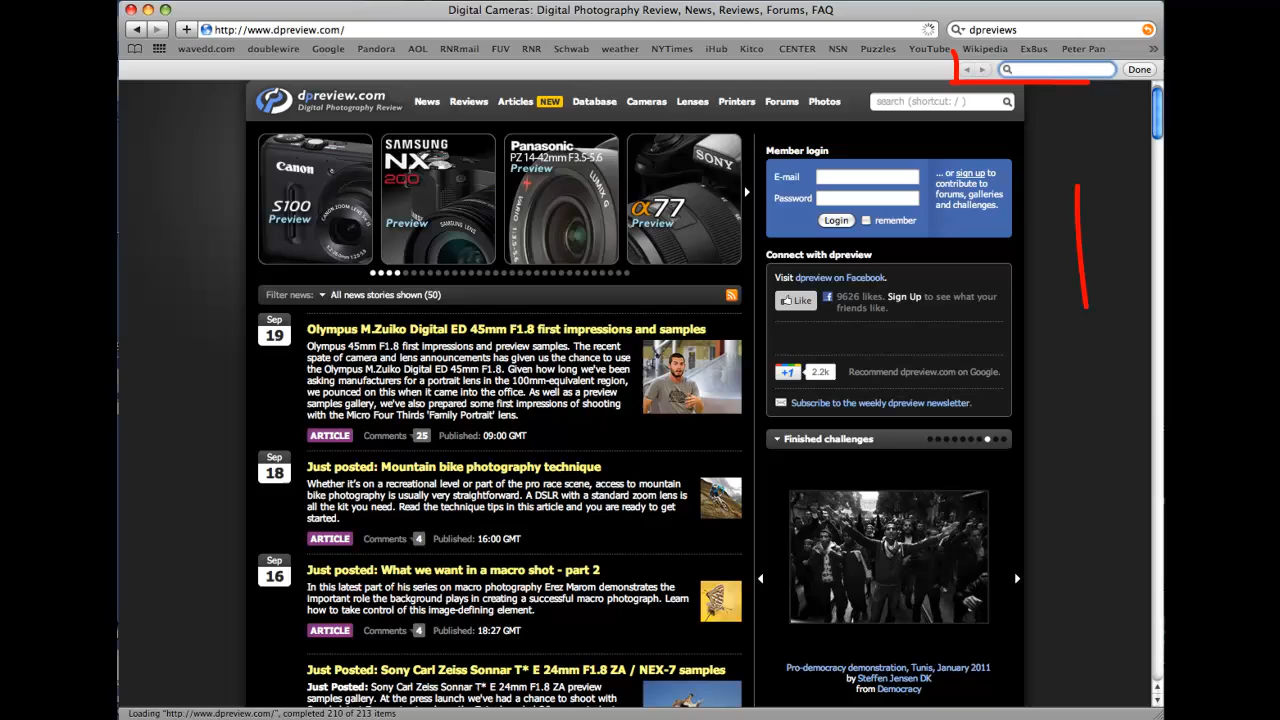 Digital Cameras: Digital Photography Review, News, Reviews, Forums, FAQ
http://www.dpreview.com/
dpreviews
wavedd.com doublewire Google Pandora AOL RNRmail FUV RNR Schwab weather NYTimes iHub Kitco CENTER NSN Puzzles YouTube Wikipedia ExBus Peter Pan
Done
dpreview.com
Digital Photography Review
News Reviews Articles NEW Database Cameras Lenses Printers Forums Photos
search (shortcut: / )
Canon
S100
Preview
SAMSUNG
NX
200
Preview
Panasonic
PZ 14-42mm F3.5-5.6
Preview
LUMIX G
VARIO
SONY
α77
Preview
Member login
E-mail
Password
Login
remember
... or sign up to
contribute to
forums, galleries
and challenges.
Connect with dpreview
Visit dpreview on Facebook.
Like
9626 likes. Sign Up to see what your
friends like.
+1
2.2k
Recommend dpreview.com on Google.
Subscribe to the weekly dpreview newsletter.
Filter news: All news stories shown (50)
Sep
19
Olympus M.Zuiko Digital ED 45mm F1.8 first impressions and samples
Olympus 45mm F1.8 first impressions and preview samples. The recent
spate of camera and lens announcements has given us the chance to use
the Olympus M.Zuiko Digital ED 45mm F1.8. Given how long we've been
asking manufacturers for a portrait lens in the 100mm-equivalent region,
we pounced on this when it came into the office. As well as a preview
samples gallery, we've also prepared some first impressions of shooting
with the Micro Four Thirds 'Family Portrait' lens.
ARTICLE Comments 25 Published: 09:00 GMT
Sep
18
Just posted: Mountain bike photography technique
Whether it's on a recreational level or part of the pro race scene, access to mountain
bike photography is usually very straightforward. A DSLR with a standard zoom lens is
all the kit you need. Read the technique tips in this article and you are ready to get
started.
ARTICLE Comments 4 Published: 16:00 GMT
Sep
16
Just posted: What we want in a macro shot - part 2
In this latest part of his series on macro photography Erez Marom demonstrates the
important role the background plays in creating a successful macro photograph. Learn
how to take control of this image-defining element.
ARTICLE Comments 4 Published: 18:27 GMT
Just Posted: Sony Carl Zeiss Sonnar T* E 24mm F1.8 ZA / NEX-7 samples
Just Posted: Sony Carl Zeiss Sonnar T* E 24mm F1.8 ZA preview
samples gallery. At the press launch we've had a chance to shoot
Finished challenges
Pro-democracy demonstration, Tunis, January 2011
by Steffen Jensen DK
from Democracy
Loading "http://www.dpreview.com/", completed 210 of 213 items